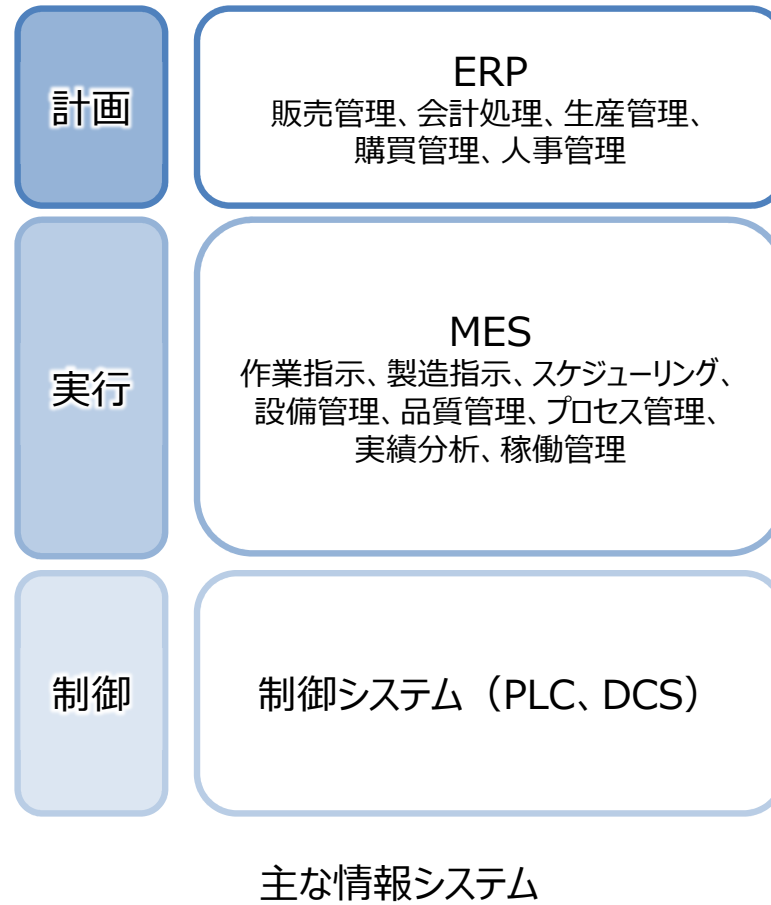 計画
ERP
販売管理、会計処理、生産管理、
購買管理、人事管理
実行
MES
作業指示、製造指示、スケジューリング、
設備管理、品質管理、プロセス管理、
実績分析、稼働管理
制御
制御システム（PLC、DCS）
主な情報システム